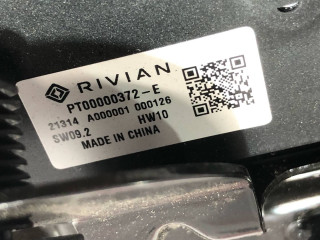 RIVIAN
PT00000372-E
21314 A000001 000126
SW09.2 HW10
MADE IN CHINA